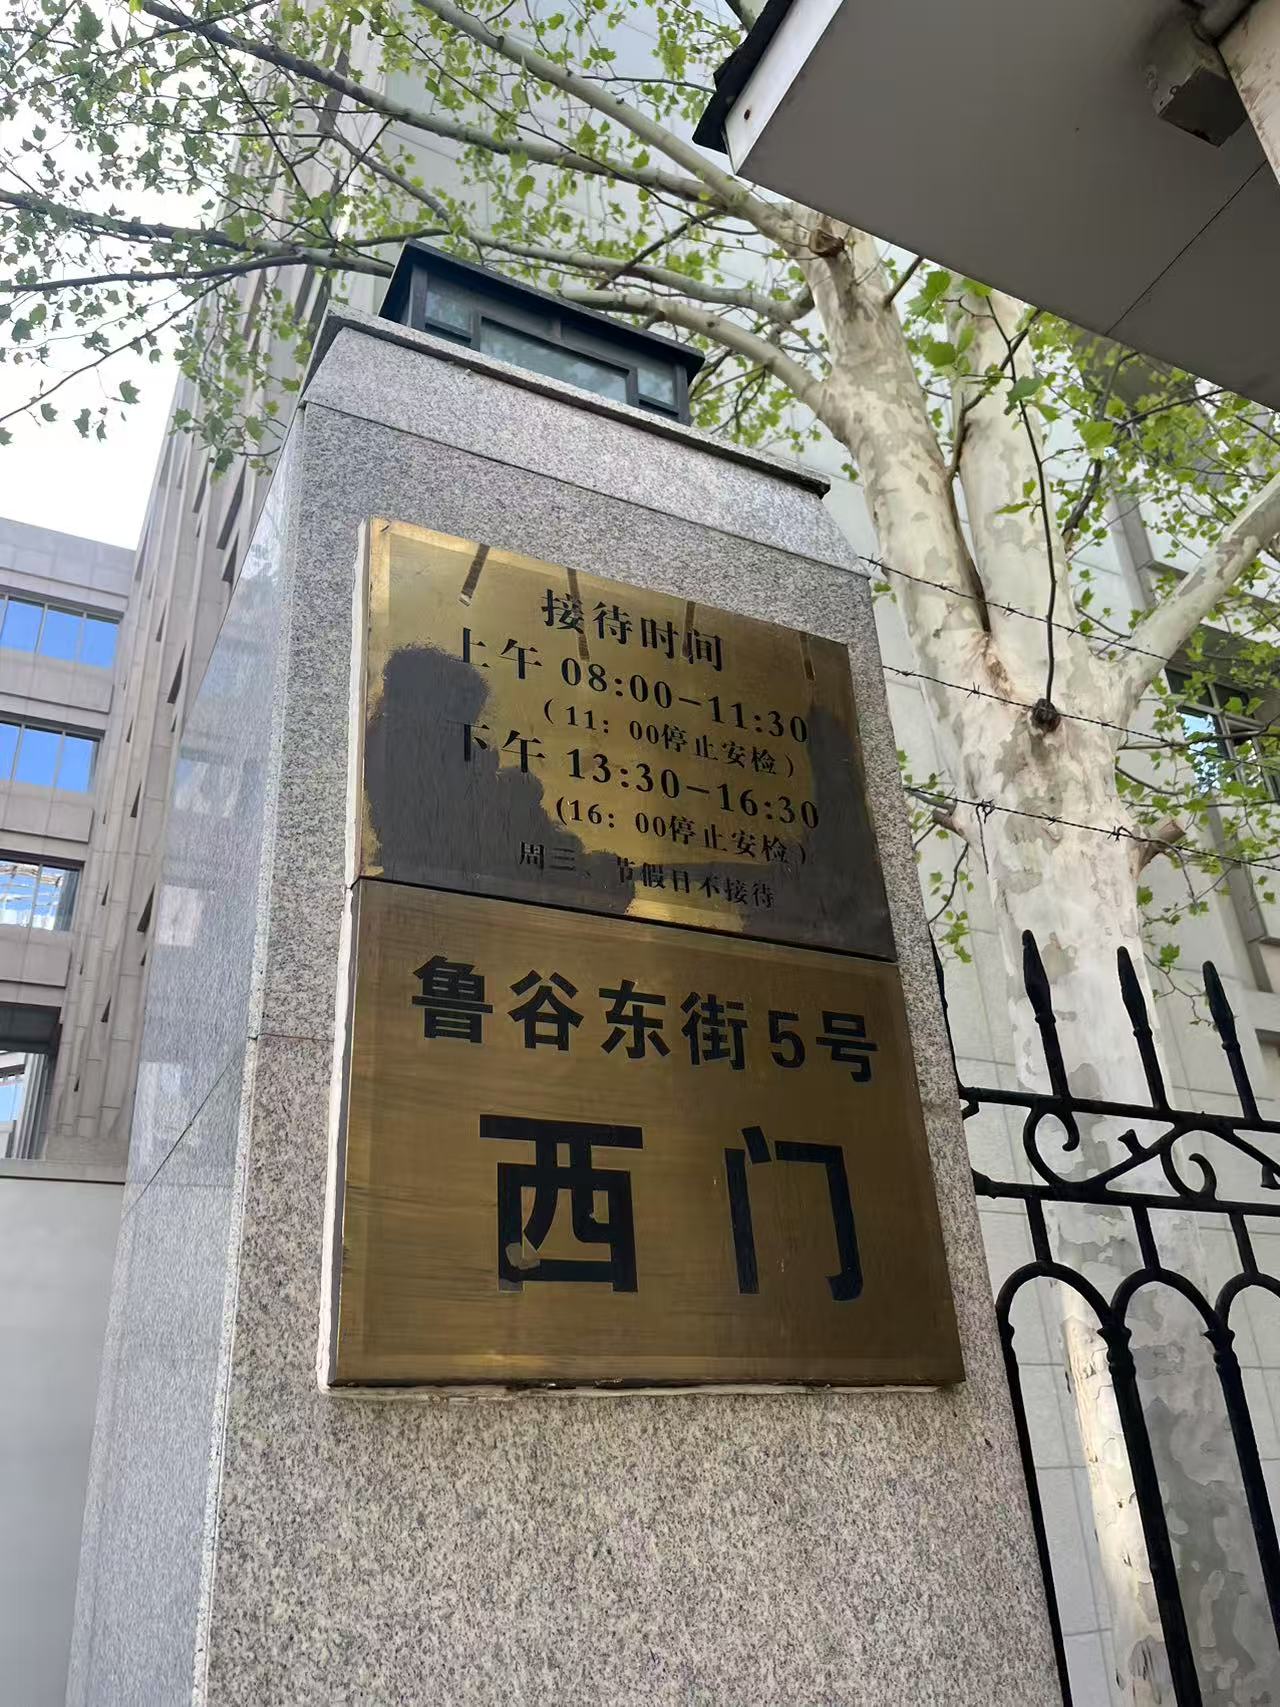 接待时间
上午 08:00-11:30
（11：00停止安检）
下午 13:30-16:30
（16：00停止安检）
周三、节假日不接待
鲁谷东街5号
西门